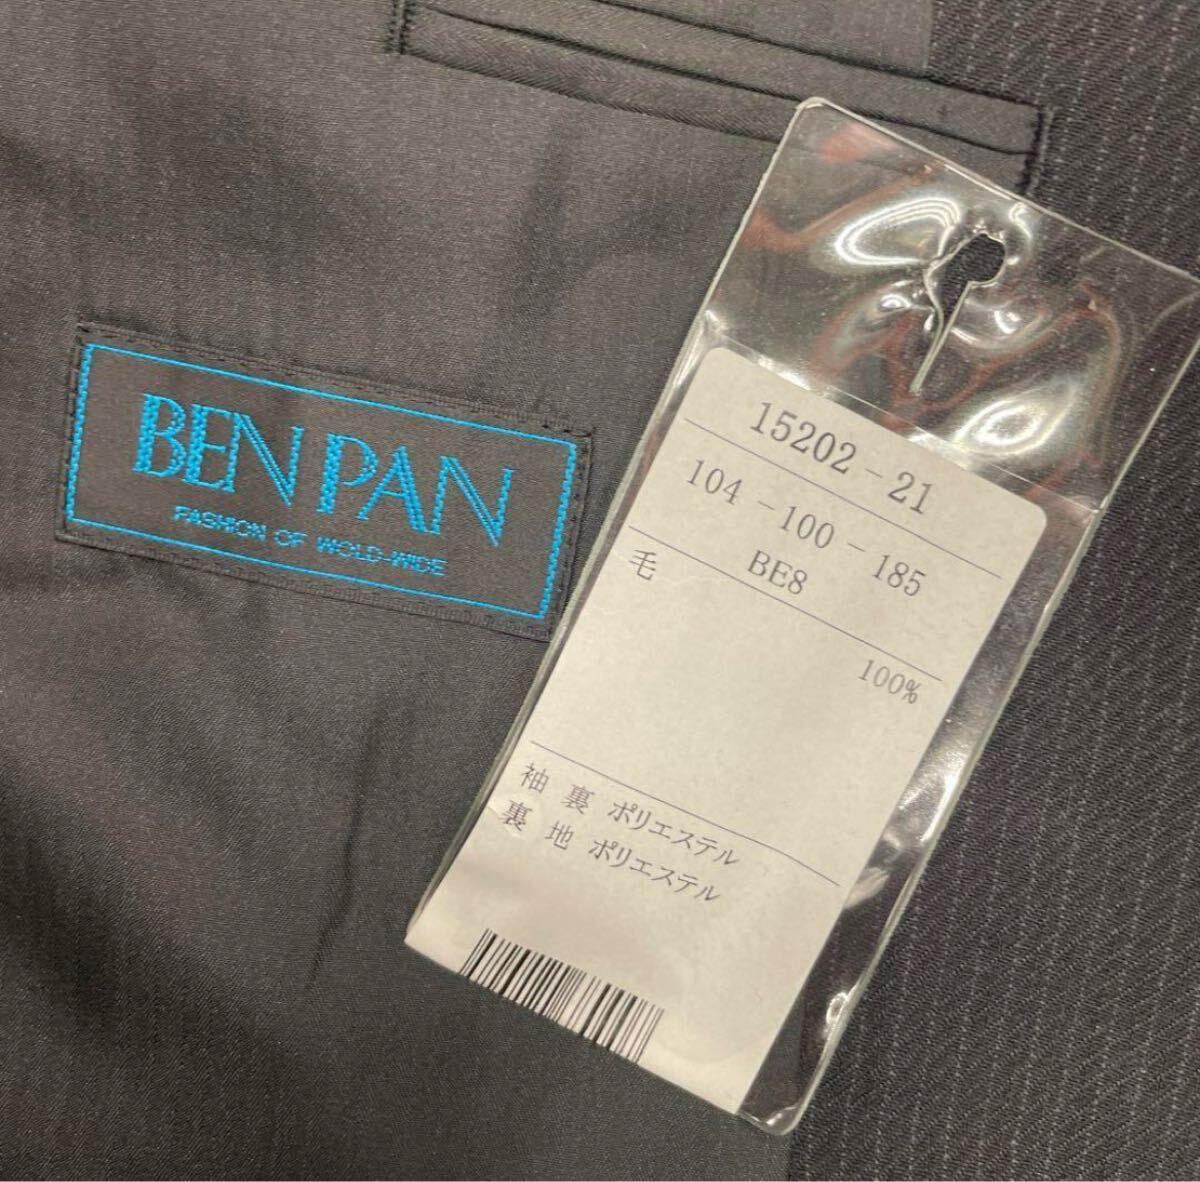 BEN PAN
FASHION OF WOLD-WIDE
15202-21
104-100-185
BE8
毛 100%
袖裏 ポリエステル
裏地 ポリエステル